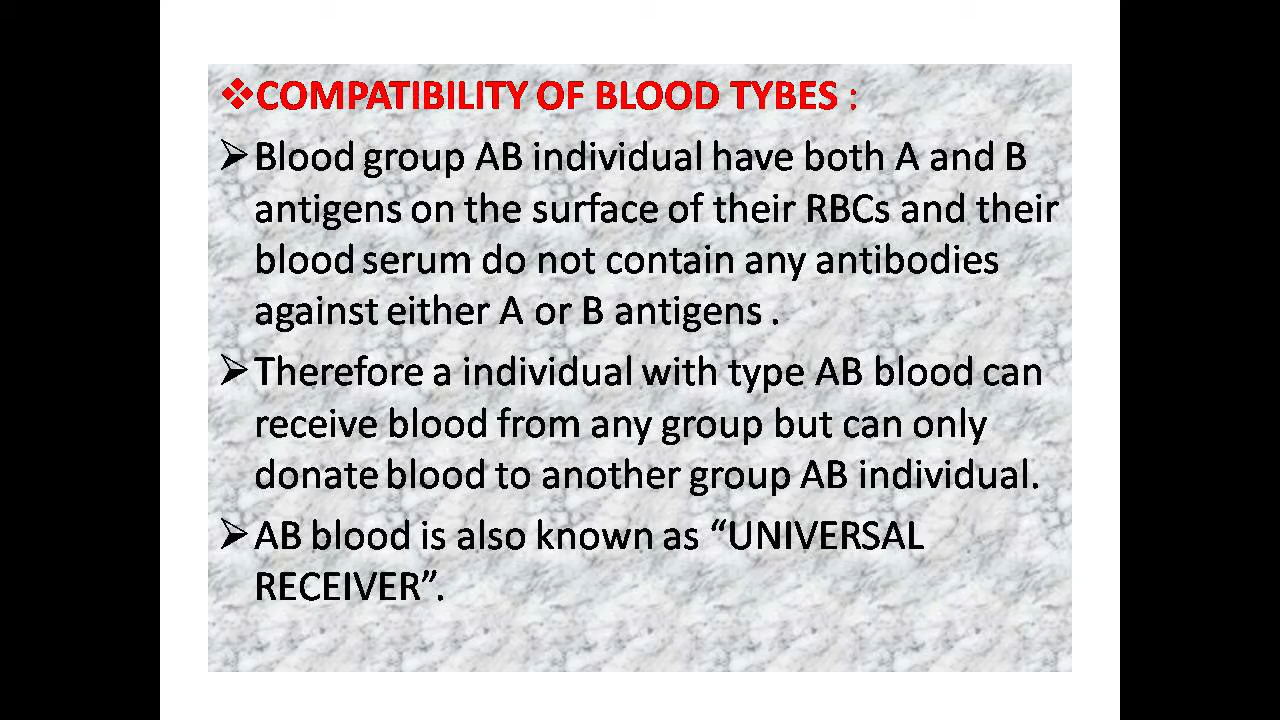 ❖COMPATIBILITY OF BLOOD TYBES :
➢Blood group AB individual have both A and B
antigens on the surface of their RBCs and their
blood serum do not contain any antibodies
against either A or B antigens .
➢Therefore a individual with type AB blood can
receive blood from any group but can only
donate blood to another group AB individual.
➢AB blood is also known as “UNIVERSAL
RECEIVER”.